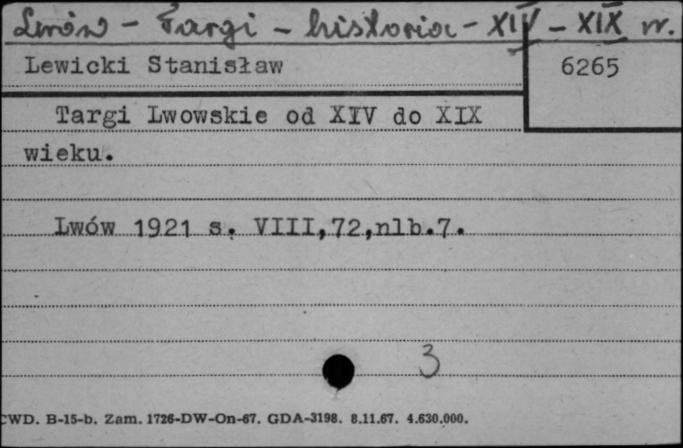 Lwów - Targi - historia - XIV - XIX w.
Lewicki Stanisław
6265
Targi Lwowskie od XIV do XIX
wieku.
Lwów 1921 s. VIII,72,nlb.7.
3
CWD. B-15-b. Zam. 1726-DW-On-67. GDA-3198. 8.11.67. 4.630.000.